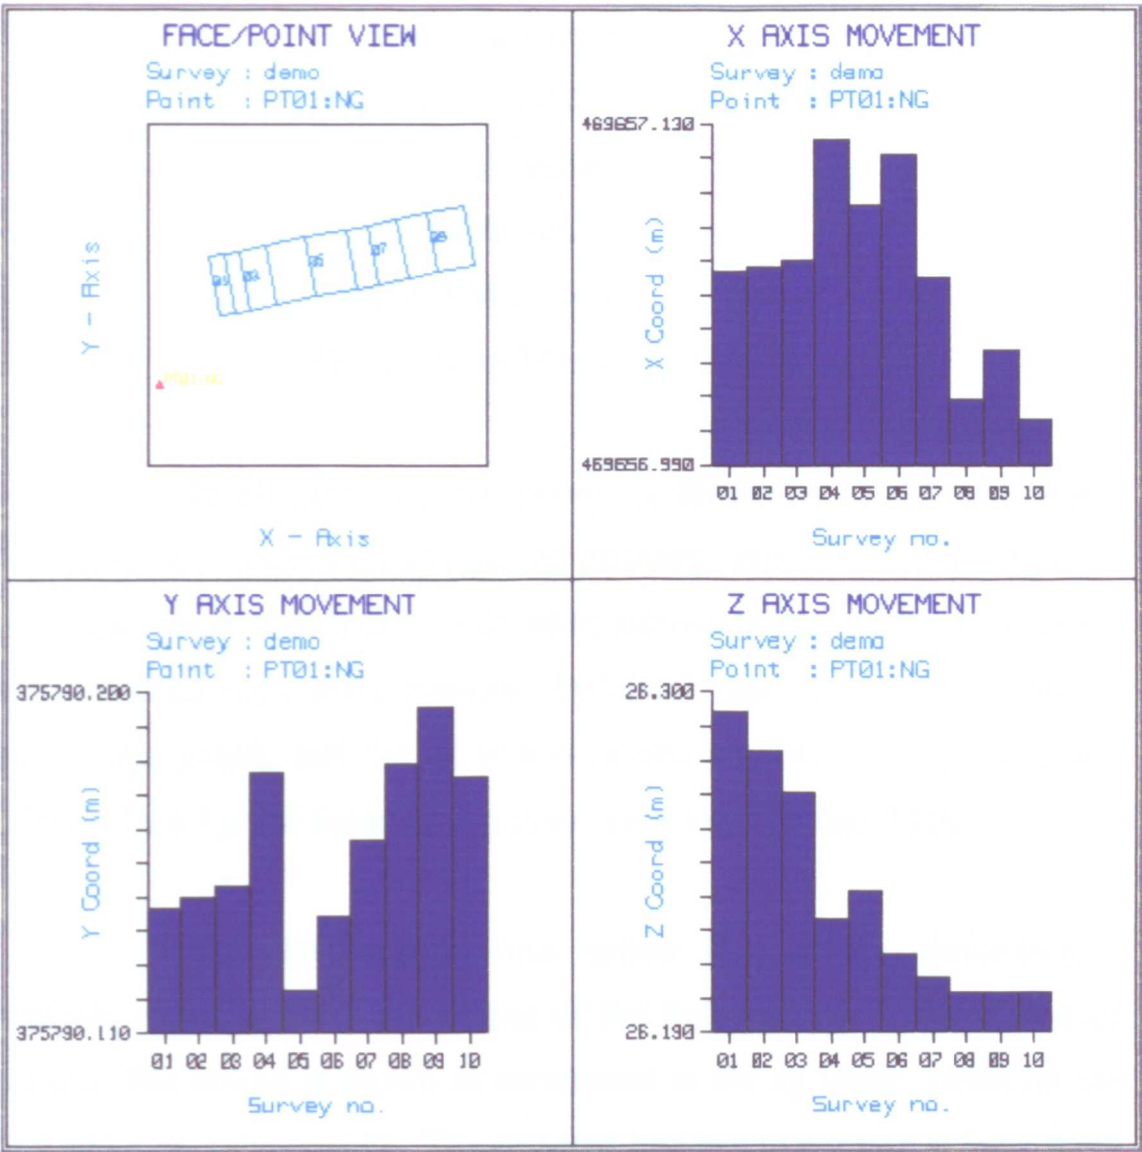 FACE/POINT VIEW
Survey : demo
Point : PT01:NG
Y - Axis
03
05
07
X - Axis
X AXIS MOVEMENT
Survey : demo
Point : PT01:NG
469657.130
X Coord (m)
469656.990
01 02 03 04 05 06 07 08 09 10
Survey no.
Y AXIS MOVEMENT
Survey : demo
Point : PT01:NG
375790.200
Y Coord (m)
375790.110
01 02 03 04 05 06 07 08 09 10
Survey no.
Z AXIS MOVEMENT
Survey : demo
Point : PT01:NG
26.300
Z Coord (m)
26.190
01 02 03 04 05 06 07 08 09 10
Survey no.